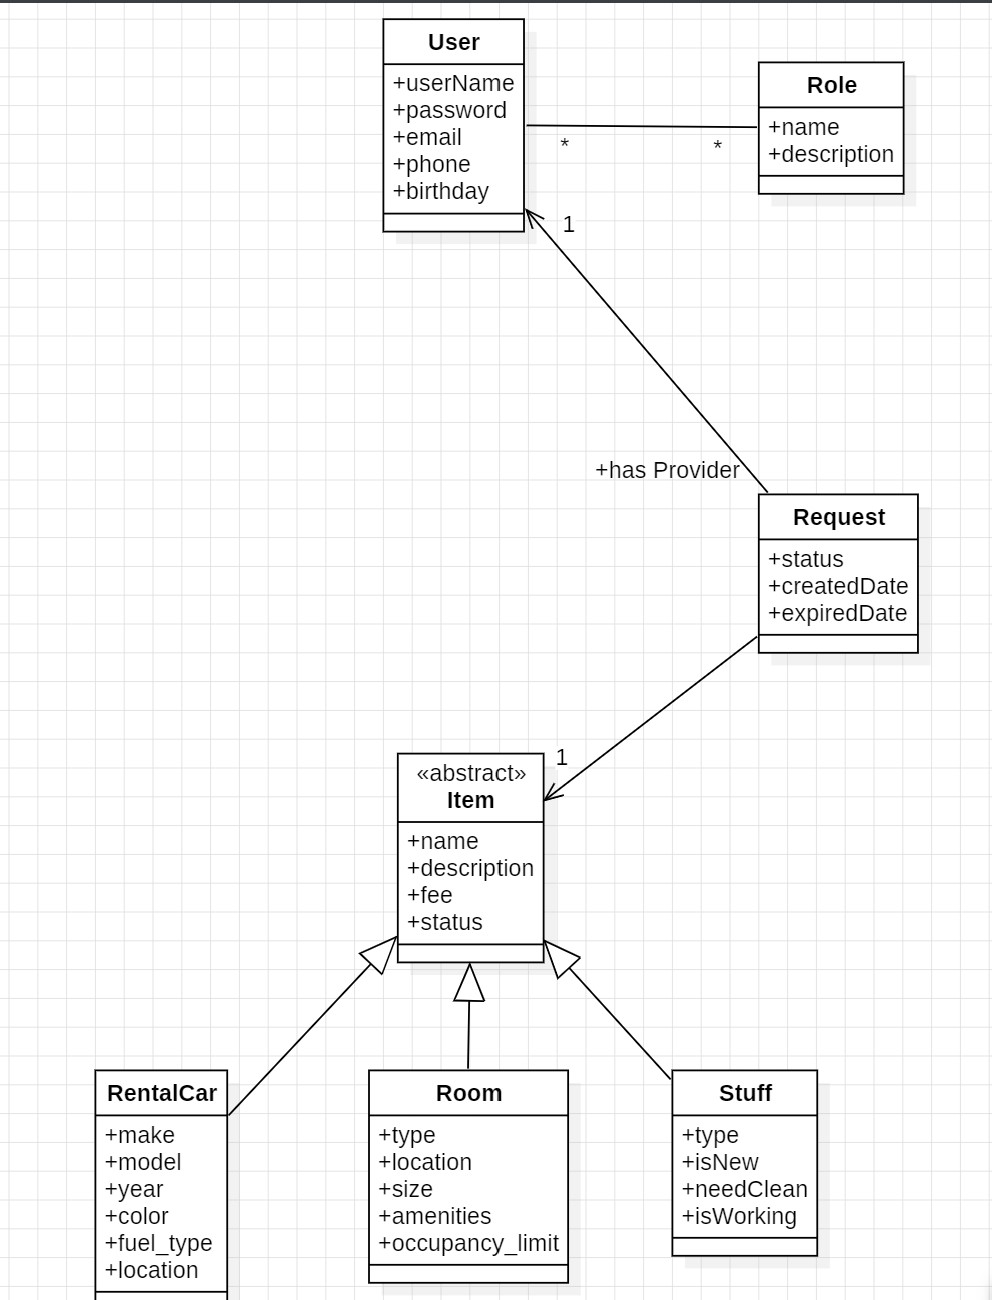 User
+userName
+password
+email
+phone
+birthday
Role
+name
+description
*
*
1
+has Provider
Request
+status
+createdDate
+expiredDate
1
«abstract»
Item
+name
+description
+fee
+status
RentalCar
+make
+model
+year
+color
+fuel_type
+location
Room
+type
+location
+size
+amenities
+occupancy_limit
Stuff
+type
+isNew
+needClean
+isWorking